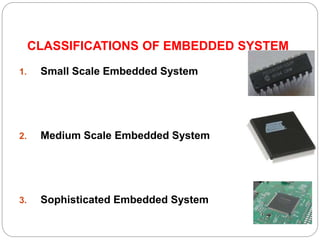 CLASSIFICATIONS OF EMBEDDED SYSTEM
1. Small Scale Embedded System
2. Medium Scale Embedded System
3. Sophisticated Embedded System